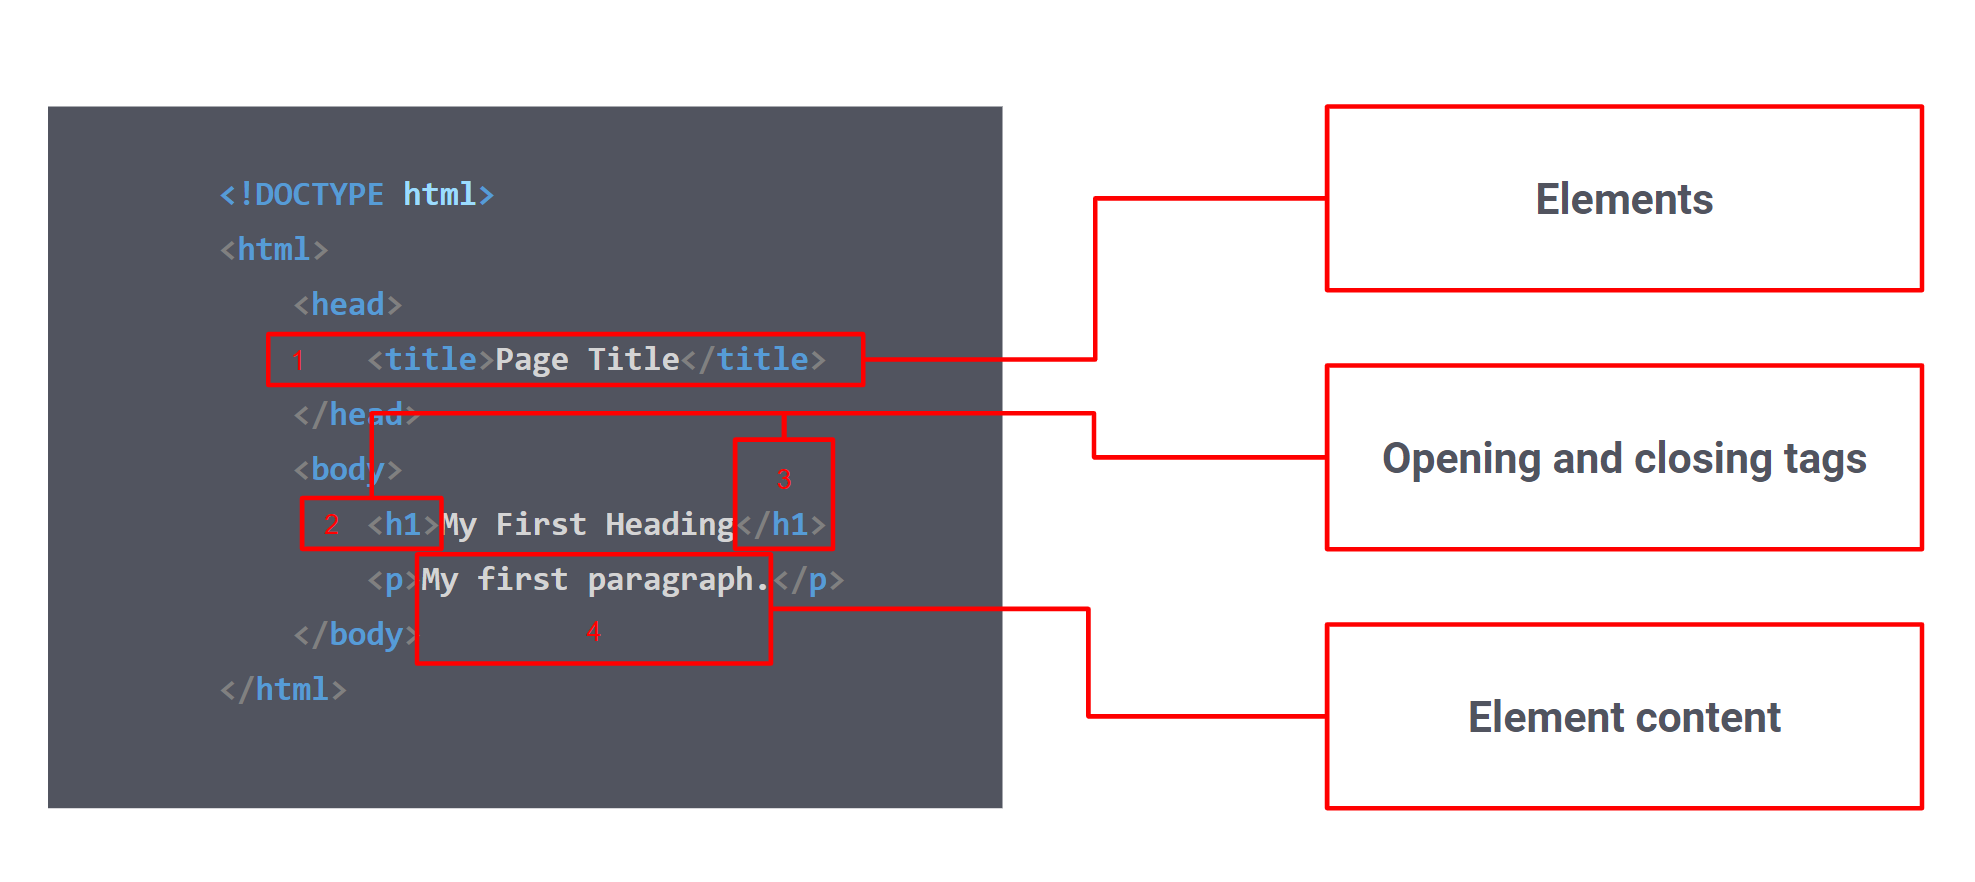 <!DOCTYPE html>
<html>
<head>
1 <title>Page Title</title>
</head>
<body>
3
2 <h1>My First Heading</h1>
<p>My first paragraph.</p>
4
</body>
</html>
Elements
Opening and closing tags
Element content